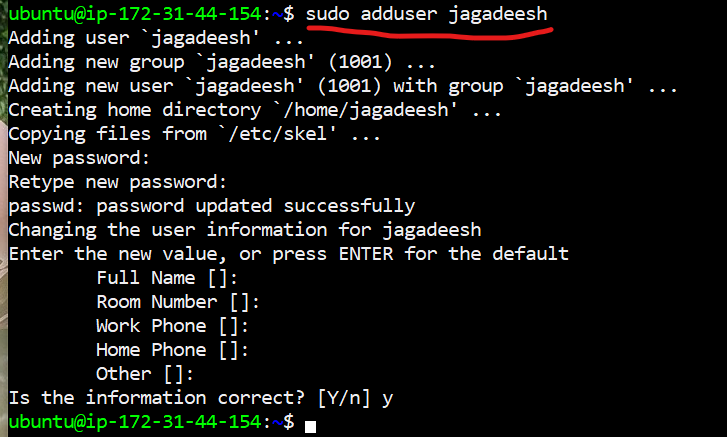 ubuntu@ip-172-31-44-154:~$ sudo adduser jagadeesh
Adding user `jagadeesh' ...
Adding new group `jagadeesh' (1001) ...
Adding new user `jagadeesh' (1001) with group `jagadeesh' ...
Creating home directory `/home/jagadeesh' ...
Copying files from `/etc/skel' ...
New password:
Retype new password:
passwd: password updated successfully
Changing the user information for jagadeesh
Enter the new value, or press ENTER for the default
        Full Name []:
        Room Number []:
        Work Phone []:
        Home Phone []:
        Other []:
Is the information correct? [Y/n] y
ubuntu@ip-172-31-44-154:~$